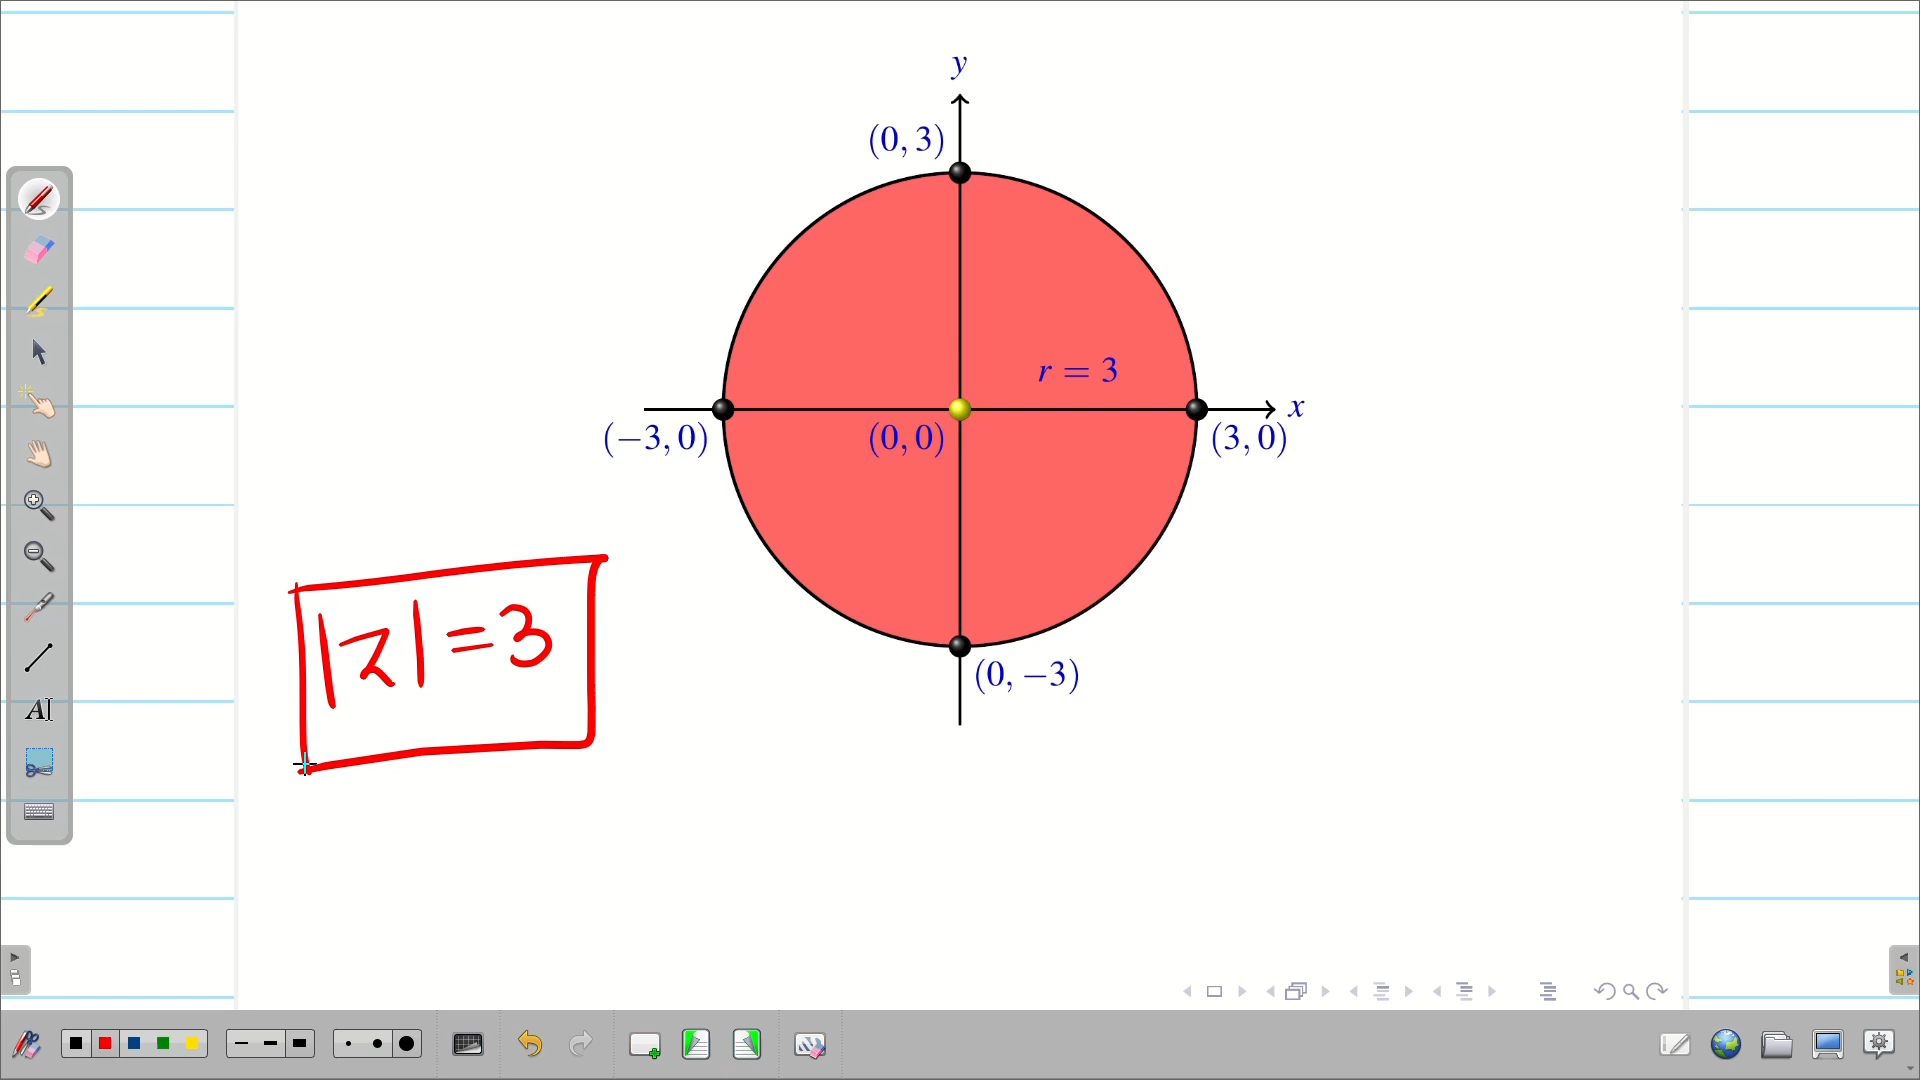 y
(0, 3)
r = 3
x
(−3, 0)
(0, 0)
(3, 0)
|z| = 3
(0, −3)